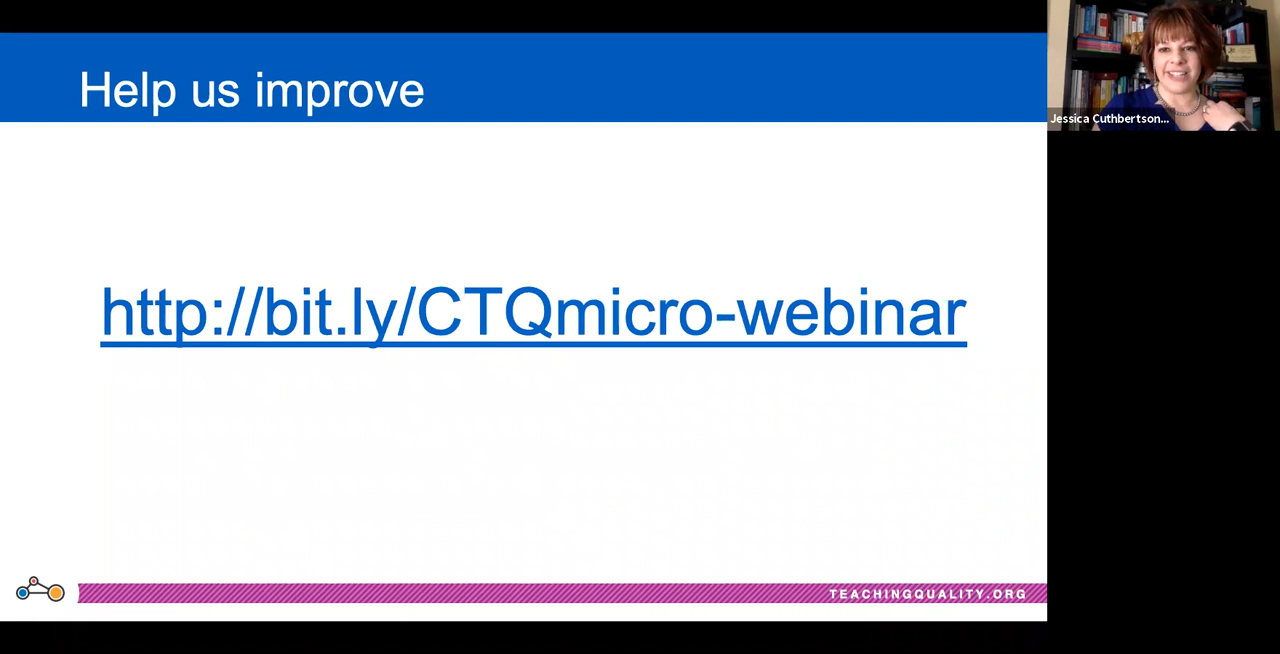 Help us improve
Jessica Cuthbertson...
http://bit.ly/CTQmicro-webinar
TEACHINGQUALITY.ORG